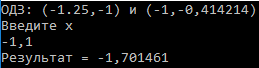 ОДЗ: (-1.25,-1) и (-1,-0,414214)
Введите x
-1,1
Результат = -1,701461